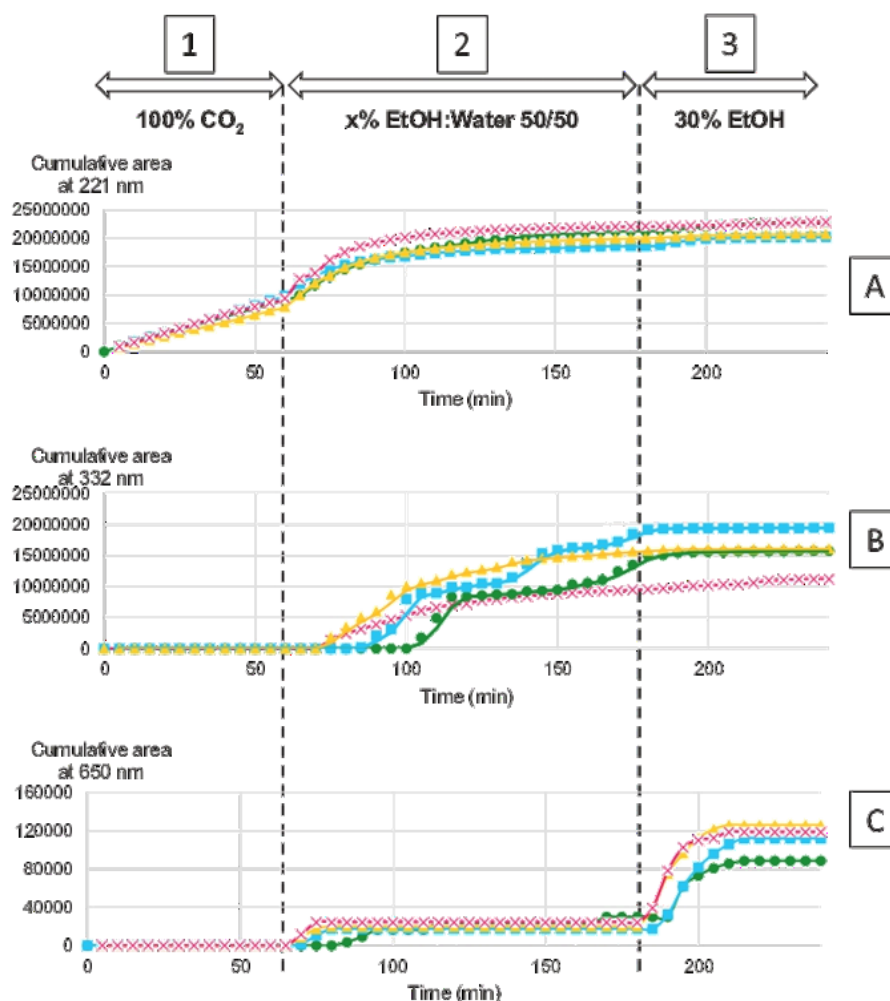 1 2 3
100% CO₂ x% EtOH:Water 50/50 30% EtOH
Cumulative area
at 221 nm
25000000
20000000
15000000
10000000
5000000
0
0 50 100 150 200
Time (min)
A
Cumulative area
at 332 nm
25000000
20000000
15000000
10000000
5000000
0
0 50 100 150 200
Time (min)
B
Cumulative area
at 650 nm
160000
120000
80000
40000
0
0 50 100 150 200
Time (min)
C